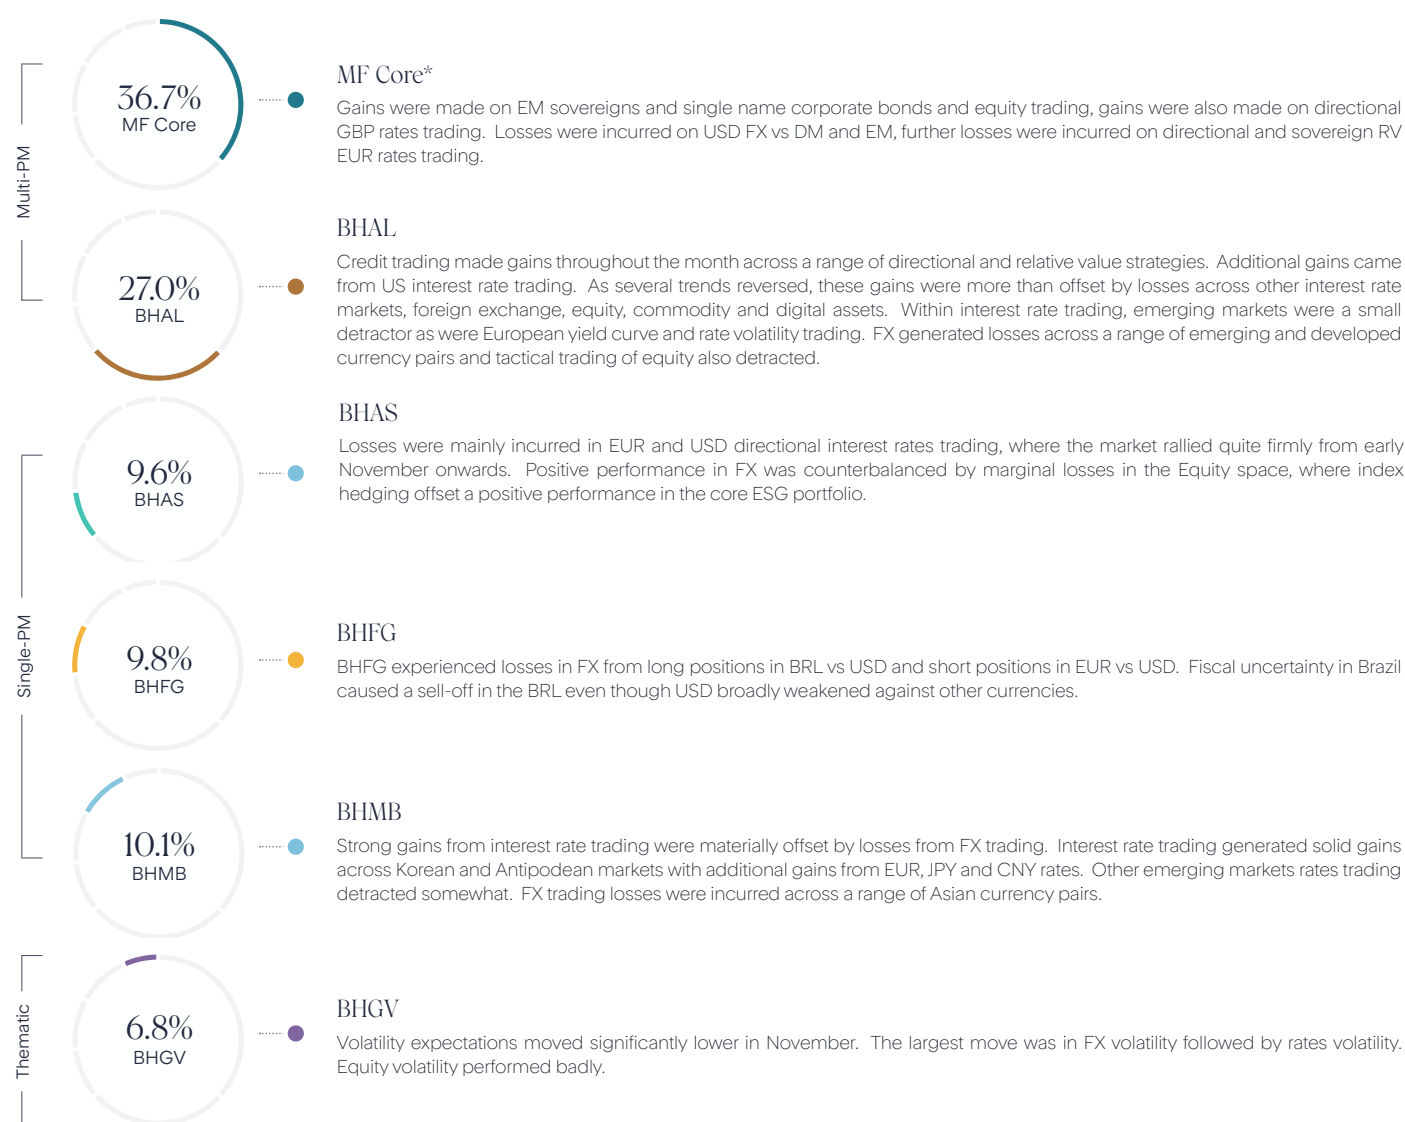 Multi-PM
36.7%
MF Core
MF Core*
Gains were made on EM sovereigns and single name corporate bonds and equity trading, gains were also made on directional
GBP rates trading. Losses were incurred on USD FX vs DM and EM, further losses were incurred on directional and sovereign RV
EUR rates trading.
27.0%
BHAL
BHAL
Credit trading made gains throughout the month across a range of directional and relative value strategies. Additional gains came
from US interest rate trading. As several trends reversed, these gains were more than offset by losses across other interest rate
markets, foreign exchange, equity, commodity and digital assets. Within interest rate trading, emerging markets were a small
detractor as were European yield curve and rate volatility trading. FX generated losses across a range of emerging and developed
currency pairs and tactical trading of equity also detracted.
Single-PM
9.6%
BHAS
BHAS
Losses were mainly incurred in EUR and USD directional interest rates trading, where the market rallied quite firmly from early
November onwards. Positive performance in FX was counterbalanced by marginal losses in the Equity space, where index
hedging offset a positive performance in the core ESG portfolio.
9.8%
BHFG
BHFG
BHFG experienced losses in FX from long positions in BRL vs USD and short positions in EUR vs USD. Fiscal uncertainty in Brazil
caused a sell-off in the BRL even though USD broadly weakened against other currencies.
10.1%
BHMB
BHMB
Strong gains from interest rate trading were materially offset by losses from FX trading. Interest rate trading generated solid gains
across Korean and Antipodean markets with additional gains from EUR, JPY and CNY rates. Other emerging markets rates trading
detracted somewhat. FX trading losses were incurred across a range of Asian currency pairs.
Thematic
6.8%
BHGV
BHGV
Volatility expectations moved significantly lower in November. The largest move was in FX volatility followed by rates volatility.
Equity volatility performed badly.